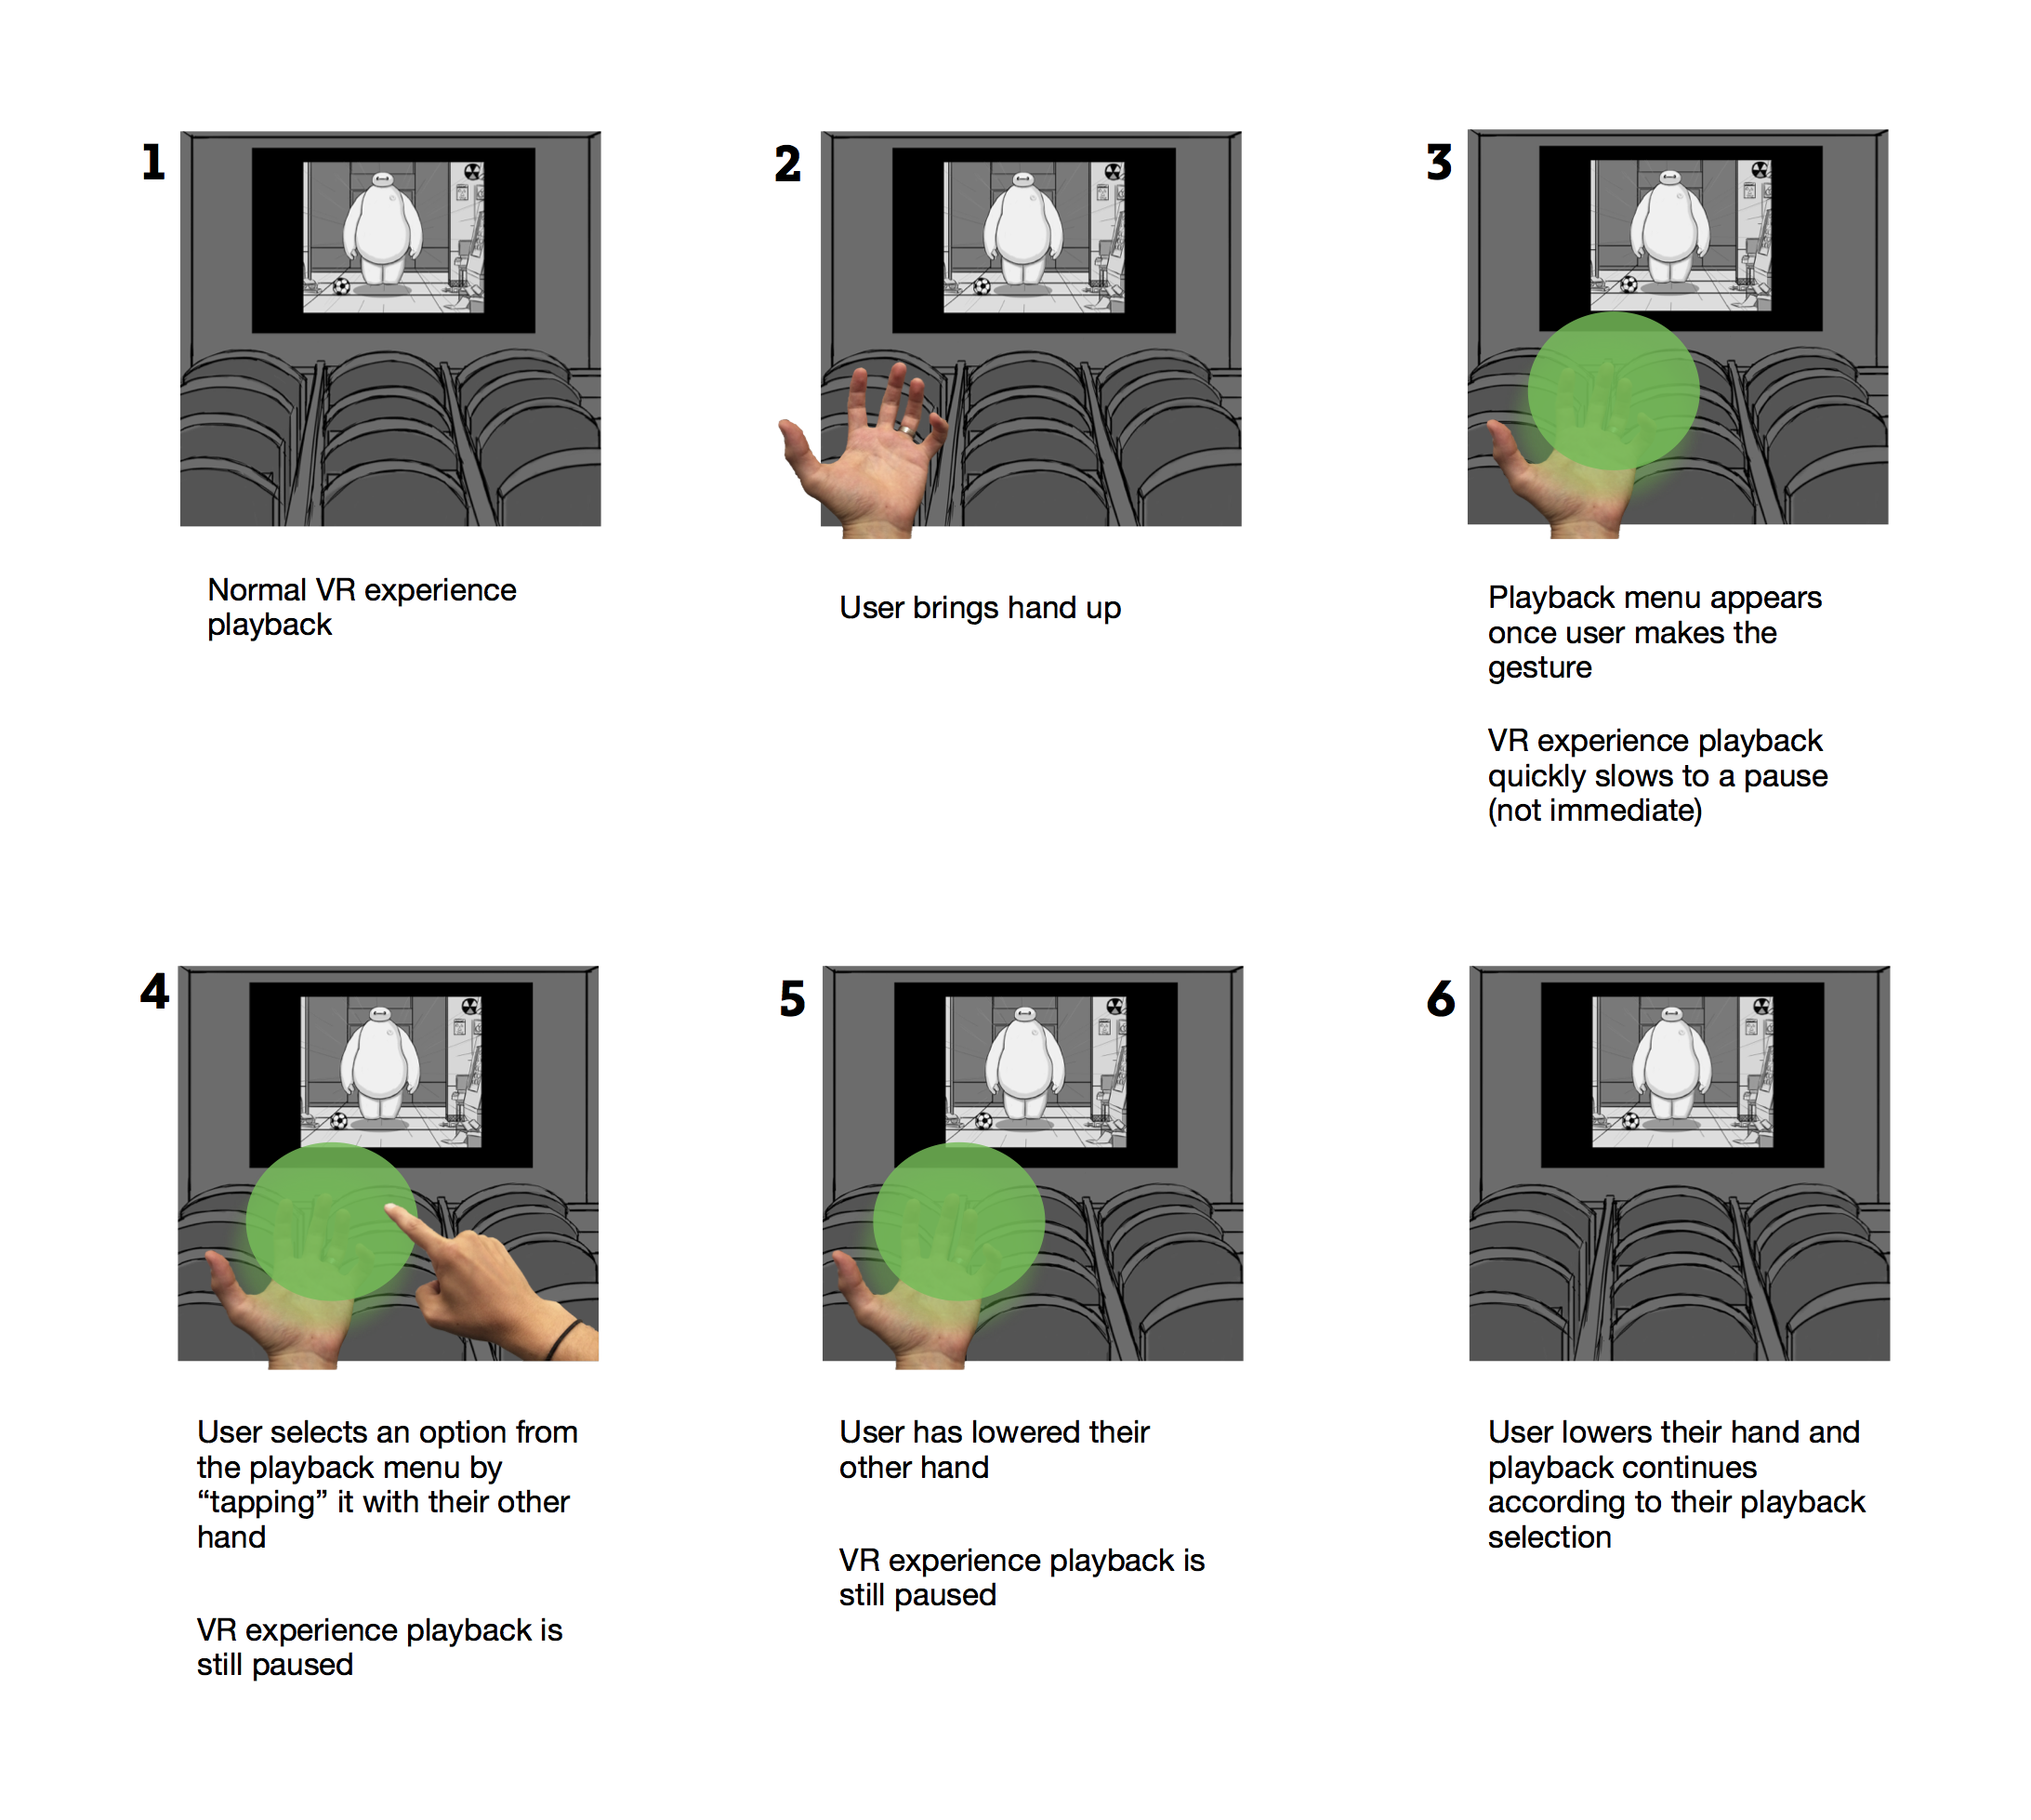 1
Normal VR experience
playback
2
User brings hand up
3
Playback menu appears
once user makes the
gesture
VR experience playback
quickly slows to a pause
(not immediate)
4
User selects an option from
the playback menu by
“tapping” it with their other
hand
VR experience playback is
still paused
5
User has lowered their
other hand
VR experience playback is
still paused
6
User lowers their hand and
playback continues
according to their playback
selection